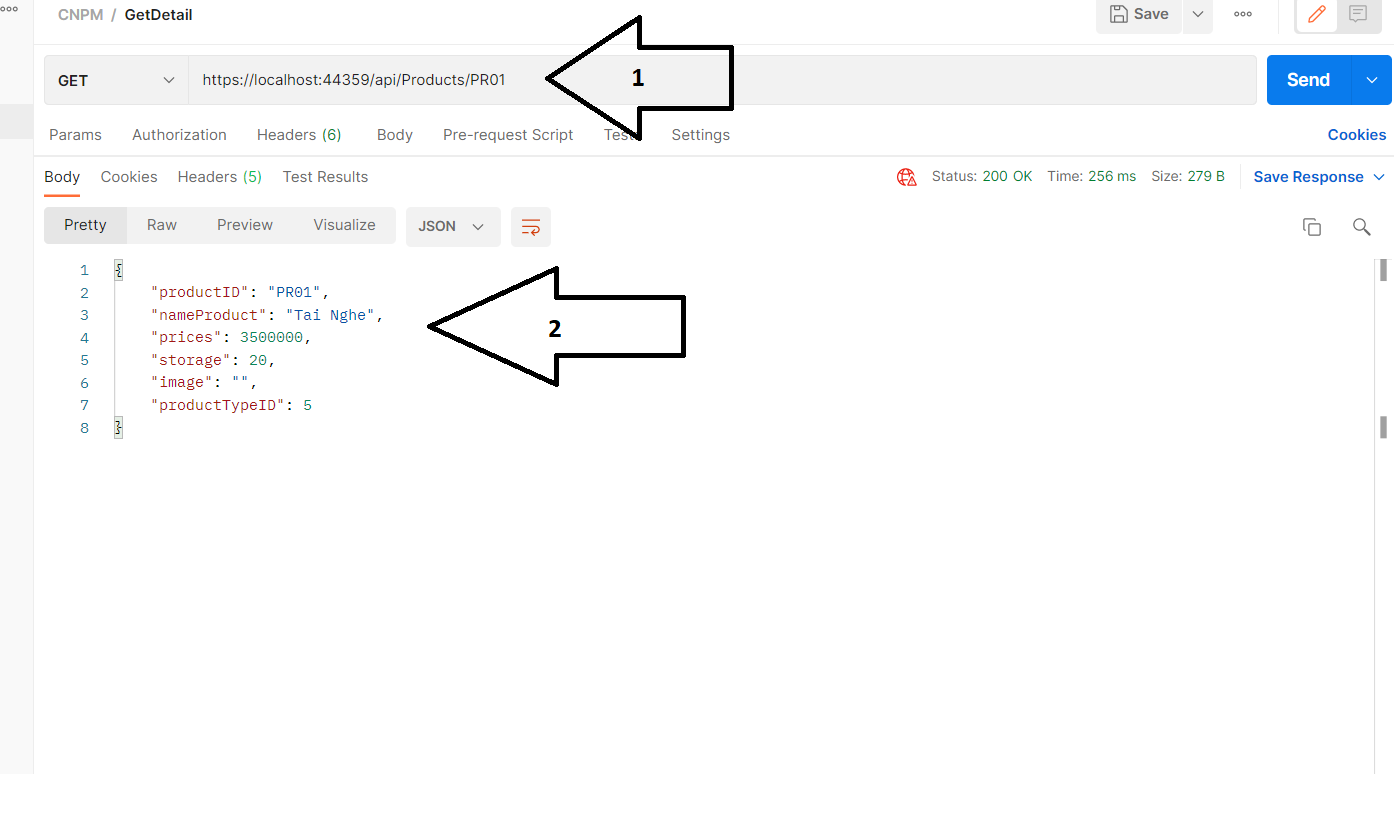 CNPM / GetDetail
Save
GET
https://localhost:44359/api/Products/PR01
1
Send
Params Authorization Headers (6) Body Pre-request Script Settings
Cookies
Body Cookies Headers (5) Test Results
Status: 200 OK Time: 256 ms Size: 279 B
Save Response
Pretty Raw Preview Visualize
JSON
1 {
2 "productID": "PR01",
3 "nameProduct": "Tai Nghe",
4 "prices": 3500000,
5 "storage": 20,
6 "image": "",
7 "productTypeID": 5
8 }
2